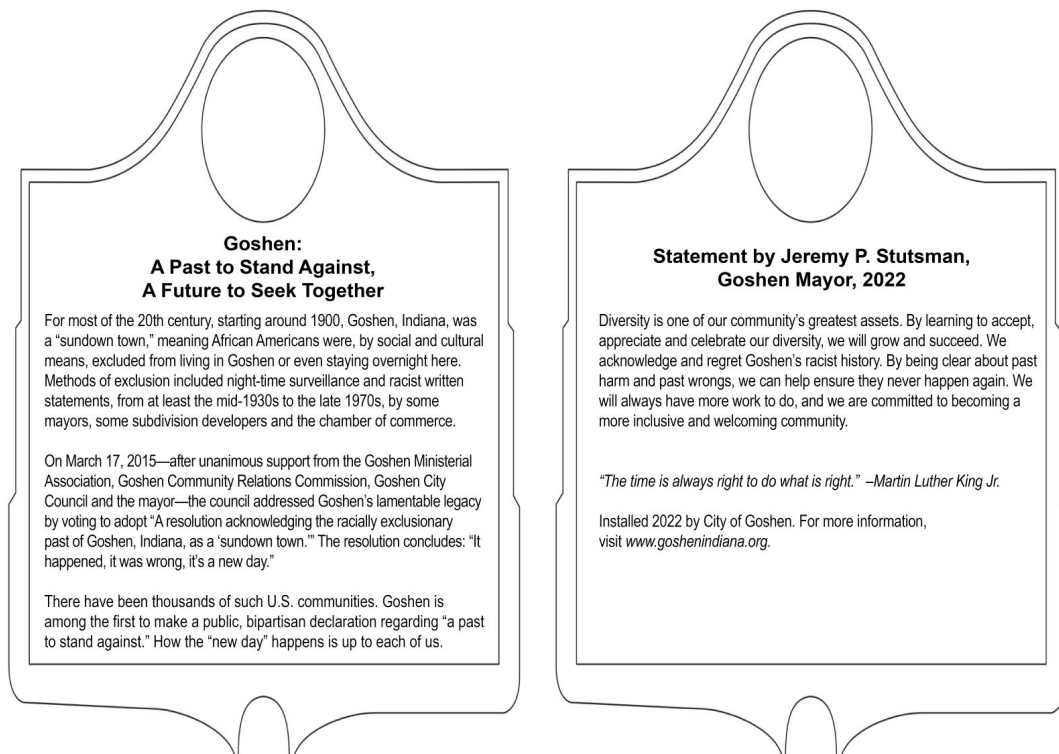 Goshen:
A Past to Stand Against,
A Future to Seek Together
For most of the 20th century, starting around 1900, Goshen, Indiana, was
a “sundown town,” meaning African Americans were, by social and cultural
means, excluded from living in Goshen or even staying overnight here.
Methods of exclusion included night-time surveillance and racist written
statements, from at least the mid-1930s to the late 1970s, by some
mayors, some subdivision developers and the chamber of commerce.
On March 17, 2015—after unanimous support from the Goshen Ministerial
Association, Goshen Community Relations Commission, Goshen City
Council and the mayor—the council addressed Goshen’s lamentable legacy
by voting to adopt “A resolution acknowledging the racially exclusionary
past of Goshen, Indiana, as a ‘sundown town.’” The resolution concludes: “It
happened, it was wrong, it’s a new day.”
There have been thousands of such U.S. communities. Goshen is
among the first to make a public, bipartisan declaration regarding “a past
to stand against.” How the “new day” happens is up to each of us.
Statement by Jeremy P. Stutsman,
Goshen Mayor, 2022
Diversity is one of our community’s greatest assets. By learning to accept,
appreciate and celebrate our diversity, we will grow and succeed. We
acknowledge and regret Goshen’s racist history. By being clear about past
harm and past wrongs, we can help ensure they never happen again. We
will always have more work to do, and we are committed to becoming a
more inclusive and welcoming community.
“The time is always right to do what is right.” –Martin Luther King Jr.
Installed 2022 by City of Goshen. For more information,
visit www.goshenindiana.org.